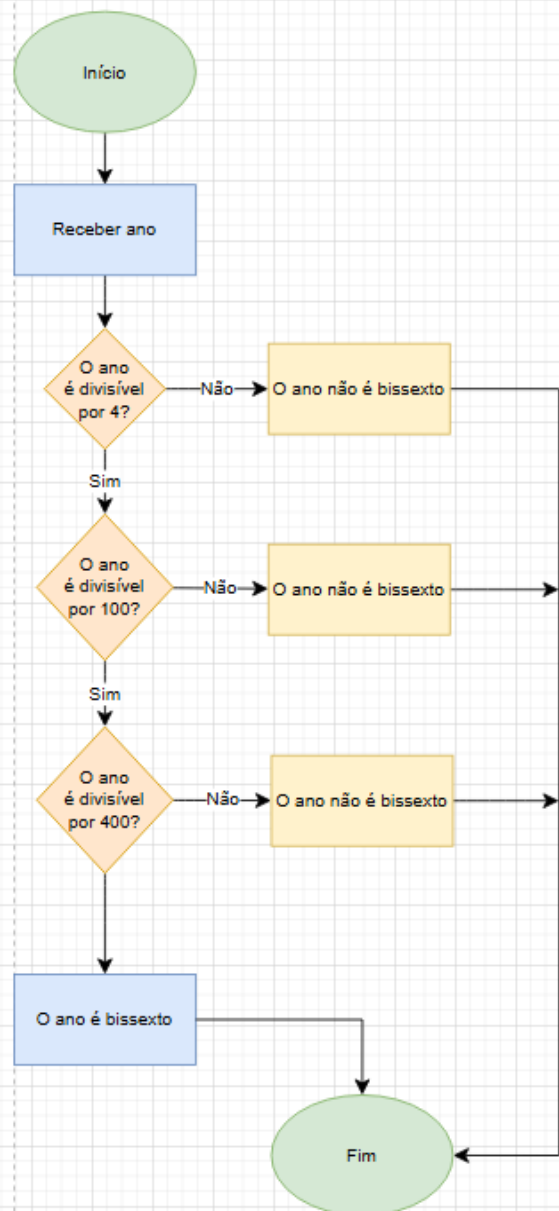 Início
Receber ano
O ano
é divisível
por 4?
Não
O ano não é bissexto
Sim
O ano
é divisível
por 100?
Não
O ano não é bissexto
Sim
O ano
é divisível
por 400?
Não
O ano não é bissexto
O ano é bissexto
Fim